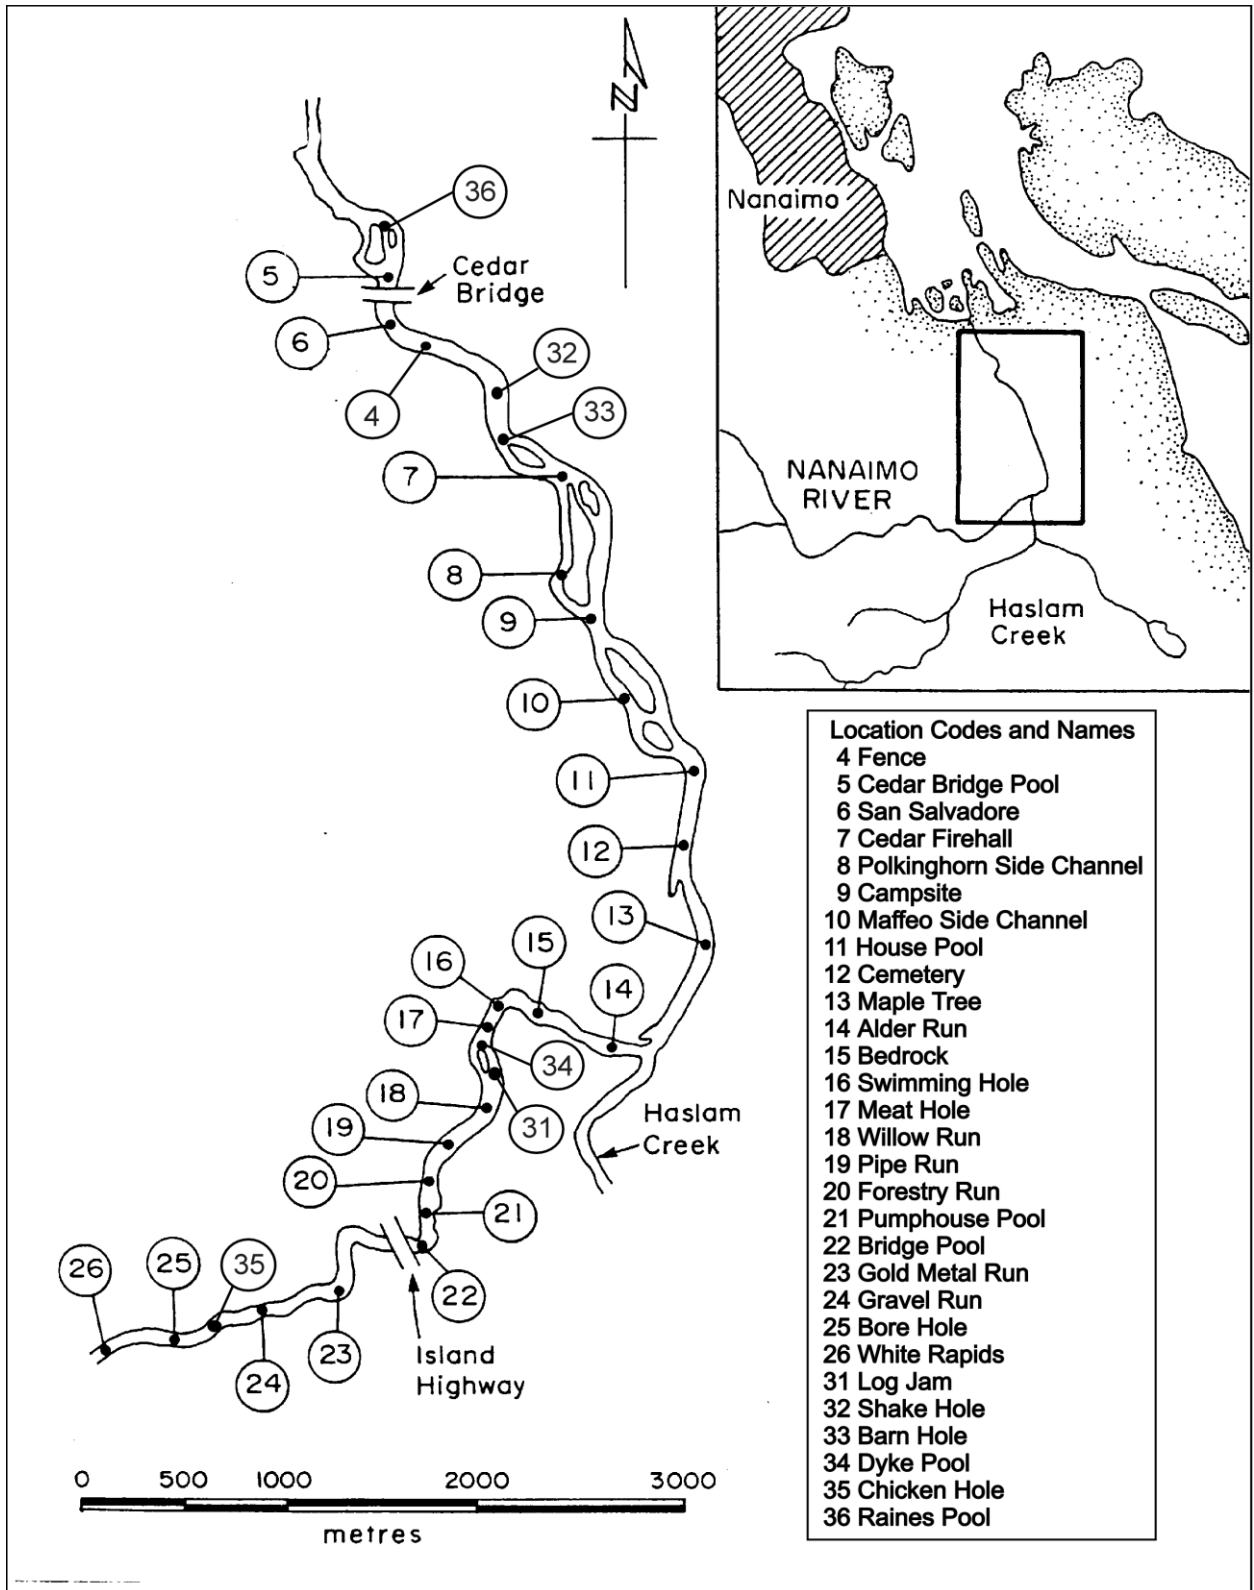 N
36
5
Cedar
Bridge
6
32
4
33
7
8
9
10
11
12
13
15
16
14
17
34
18
31
19
Haslam
Creek
20
21
26
25
35
22
24
23
Island
Highway
0 500 1000 2000 3000
metres
Nanaimo
NANAIMO
RIVER
Haslam
Creek
Location Codes and Names
4 Fence
5 Cedar Bridge Pool
6 San Salvadore
7 Cedar Firehall
8 Polkinghorn Side Channel
9 Campsite
10 Maffeo Side Channel
11 House Pool
12 Cemetery
13 Maple Tree
14 Alder Run
15 Bedrock
16 Swimming Hole
17 Meat Hole
18 Willow Run
19 Pipe Run
20 Forestry Run
21 Pumphouse Pool
22 Bridge Pool
23 Gold Metal Run
24 Gravel Run
25 Bore Hole
26 White Rapids
31 Log Jam
32 Shake Hole
33 Barn Hole
34 Dyke Pool
35 Chicken Hole
36 Raines Pool